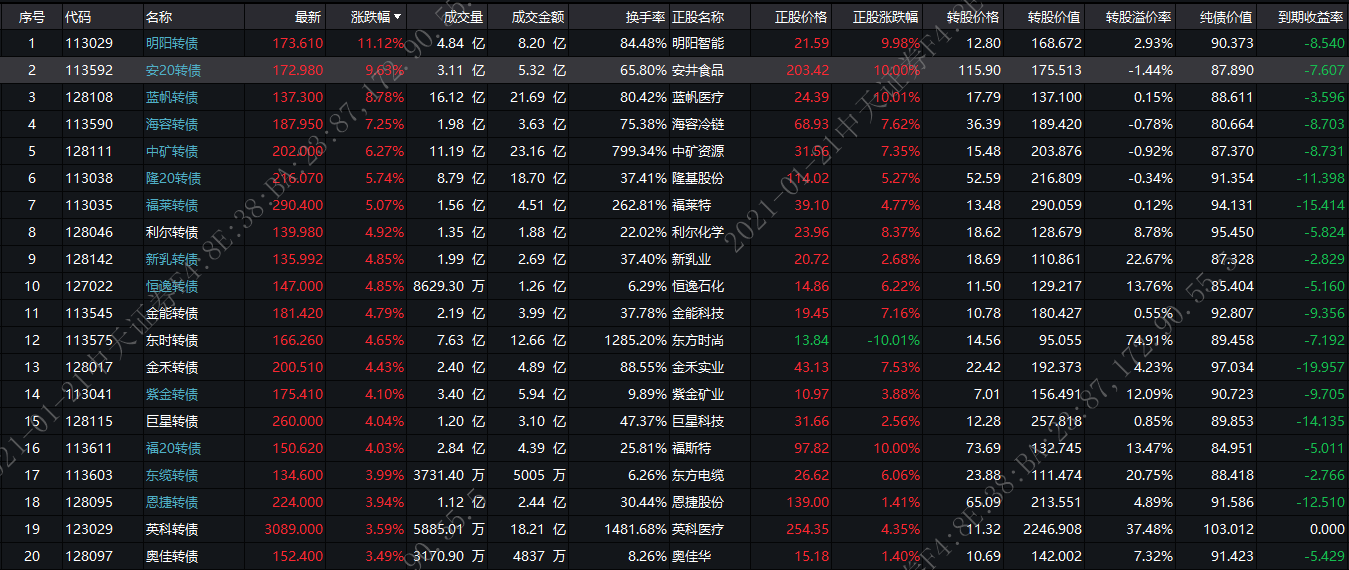 序号 代码 名称 最新 涨跌幅 成交量 成交金额 换手率 正股名称 正股价格 正股涨跌幅 转股价格 转股价值 转股溢价率 纯债价值 到期收益率
1 113029 明阳转债 173.610 11.12% 4.84 亿 8.20 亿 84.48% 明阳智能 21.59 9.98% 12.80 168.672 2.93% 90.373 -8.540
2 113592 安20转债 172.980 9.03% 3.11 亿 5.32 亿 65.80% 安井食品 203.42 10.00% 115.90 175.513 -1.44% 87.890 -7.607
3 128108 蓝帆转债 137.300 8.78% 16.12 亿 21.69 亿 80.42% 蓝帆医疗 24.39 10.01% 17.79 137.100 0.15% 88.611 -3.596
4 113590 海容转债 187.950 7.25% 1.98 亿 3.63 亿 75.38% 海容冷链 68.93 7.62% 36.39 189.420 -0.78% 80.664 -8.703
5 128111 中矿转债 202.000 6.27% 11.19 亿 23.16 亿 799.34% 中矿资源 31.56 7.35% 15.48 203.876 -0.92% 87.370 -8.731
6 113038 隆20转债 216.070 5.74% 8.79 亿 18.70 亿 37.41% 隆基股份 114.02 5.27% 52.59 216.809 -0.34% 91.354 -11.398
7 113035 福莱转债 290.400 5.07% 1.56 亿 4.51 亿 262.81% 福莱特 39.10 4.77% 13.48 290.059 0.12% 94.131 -15.414
8 128046 利尔转债 139.980 4.92% 1.35 亿 1.88 亿 22.02% 利尔化学 23.96 8.37% 18.62 128.679 8.78% 95.450 -5.824
9 128142 新乳转债 135.992 4.85% 1.99 亿 2.69 亿 37.40% 新乳业 20.72 2.68% 18.69 110.861 22.67% 87.328 -2.829
10 127022 恒逸转债 147.000 4.85% 8629.30 万 1.26 亿 6.29% 恒逸石化 14.86 6.22% 11.50 129.217 13.76% 85.404 -5.160
11 113545 金能转债 181.420 4.79% 2.19 亿 3.99 亿 37.78% 金能科技 19.45 7.16% 10.78 180.427 0.55% 92.807 -9.356
12 113575 东时转债 166.260 4.65% 7.63 亿 12.66 亿 1285.20% 东方时尚 13.84 -10.01% 14.56 95.055 74.91% 89.458 -7.192
13 128017 金禾转债 200.510 4.43% 2.40 亿 4.89 亿 88.55% 金禾实业 43.13 7.53% 22.42 192.373 4.23% 97.034 -19.957
14 113041 紫金转债 175.410 4.10% 3.40 亿 5.94 亿 9.89% 紫金矿业 10.97 3.88% 7.01 156.491 12.09% 90.723 -9.705
15 128115 巨星转债 260.000 4.04% 1.20 亿 3.10 亿 47.37% 巨星科技 31.66 2.56% 12.28 257.818 0.85% 89.853 -14.135
16 113611 福20转债 150.620 4.03% 2.84 亿 4.39 亿 25.81% 福斯特 97.82 10.00% 73.69 132.745 13.47% 84.951 -5.011
17 113603 东缆转债 134.600 3.99% 3731.40 万 5005 万 6.26% 东方电缆 26.62 6.06% 23.88 111.474 20.75% 88.418 -2.766
18 128095 恩捷转债 224.000 3.94% 1.12 亿 2.44 亿 30.44% 恩捷股份 139.00 1.41% 65.09 213.551 4.89% 91.586 -12.510
19 123029 英科转债 3089.000 3.59% 5885.01 万 18.21 亿 1481.68% 英科医疗 254.35 4.35% 11.32 2246.908 37.48% 103.012 0.000
20 128097 奥佳转债 152.400 3.49% 3170.90 万 4837 万 8.26% 奥佳华 15.18 1.40% 10.69 142.002 7.32% 91.423 -5.429